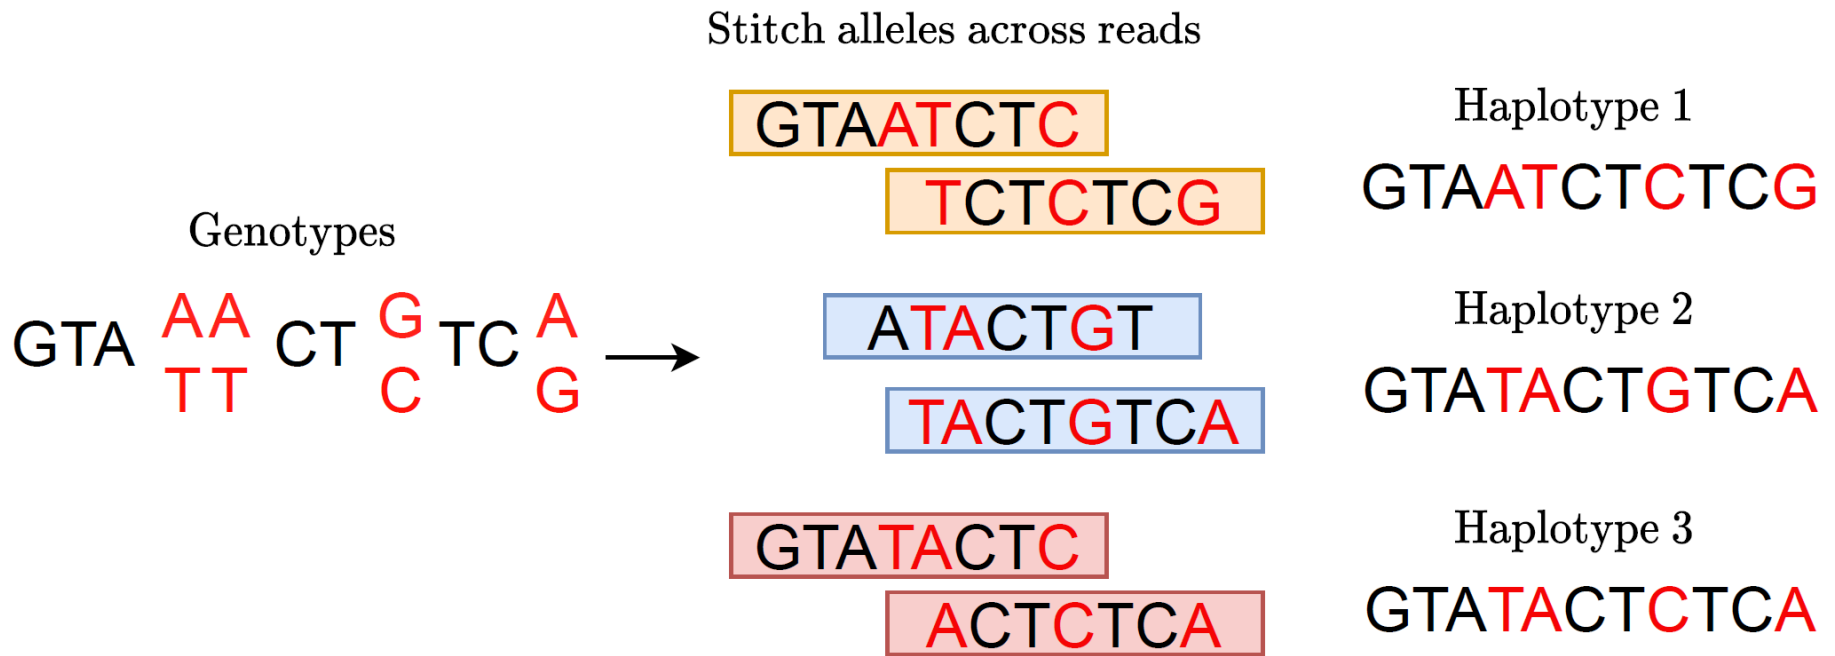 Stitch alleles across reads
Genotypes
GTA AA CT G TC A
TT C G
GTAATCTC
TCTCTCG
ATACTGT
TACTGTCA
GTATACTC
ACTCTCA
Haplotype 1
GTAATCTCTCG
Haplotype 2
GTATACTGTCA
Haplotype 3
GTATACTCTCA